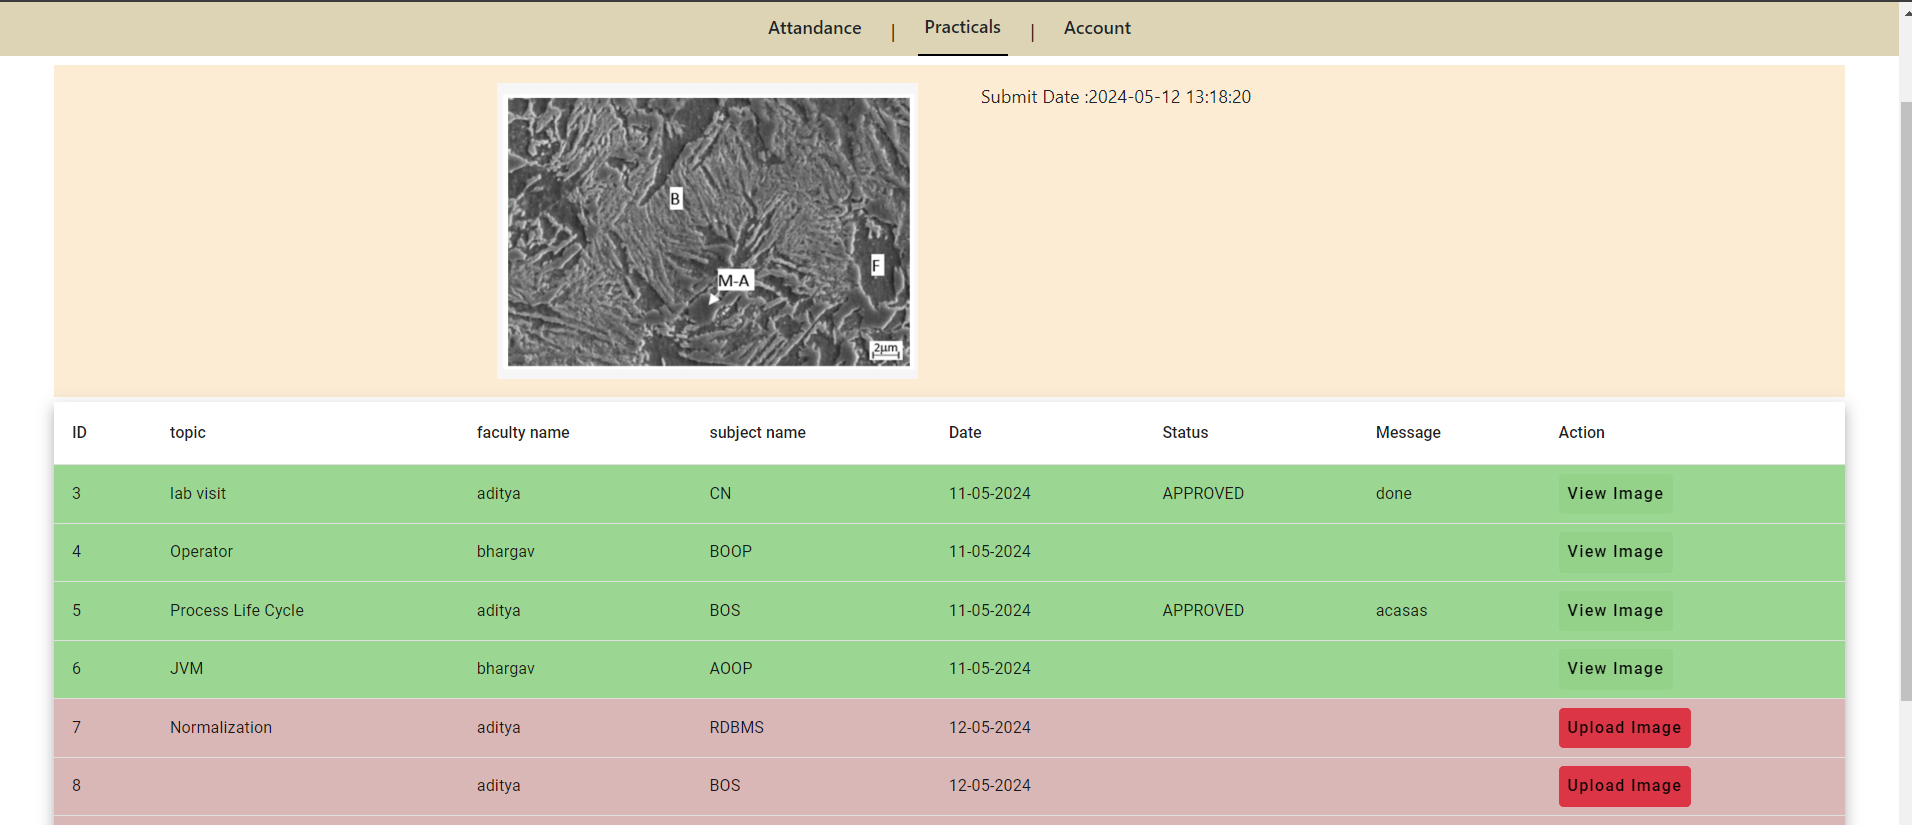 Attandance | Practicals | Account
Submit Date :2024-05-12 13:18:20
B
F
M-A
2µm
ID topic faculty name subject name Date Status Message Action
3 lab visit aditya CN 11-05-2024 APPROVED done View Image
4 Operator bhargav BOOP 11-05-2024 View Image
5 Process Life Cycle aditya BOS 11-05-2024 APPROVED acasas View Image
6 JVM bhargav AOOP 11-05-2024 View Image
7 Normalization aditya RDBMS 12-05-2024 Upload Image
8 aditya BOS 12-05-2024 Upload Image